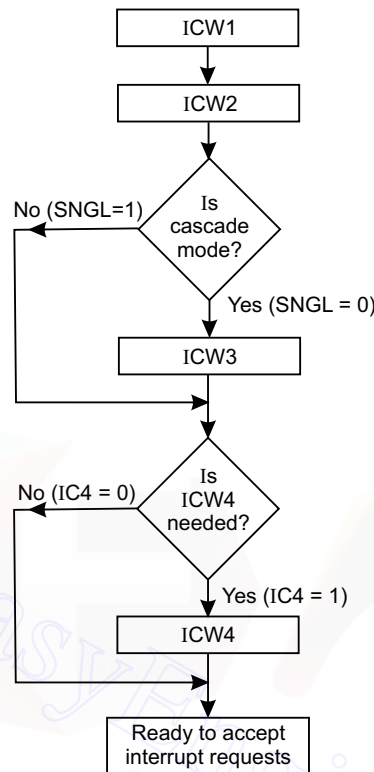 ICW1
ICW2
Is
cascade
mode?
No (SNGL=1)
Yes (SNGL = 0)
ICW3
Is
ICW4
needed?
No (IC4 = 0)
Yes (IC4 = 1)
ICW4
Ready to accept
interrupt requests